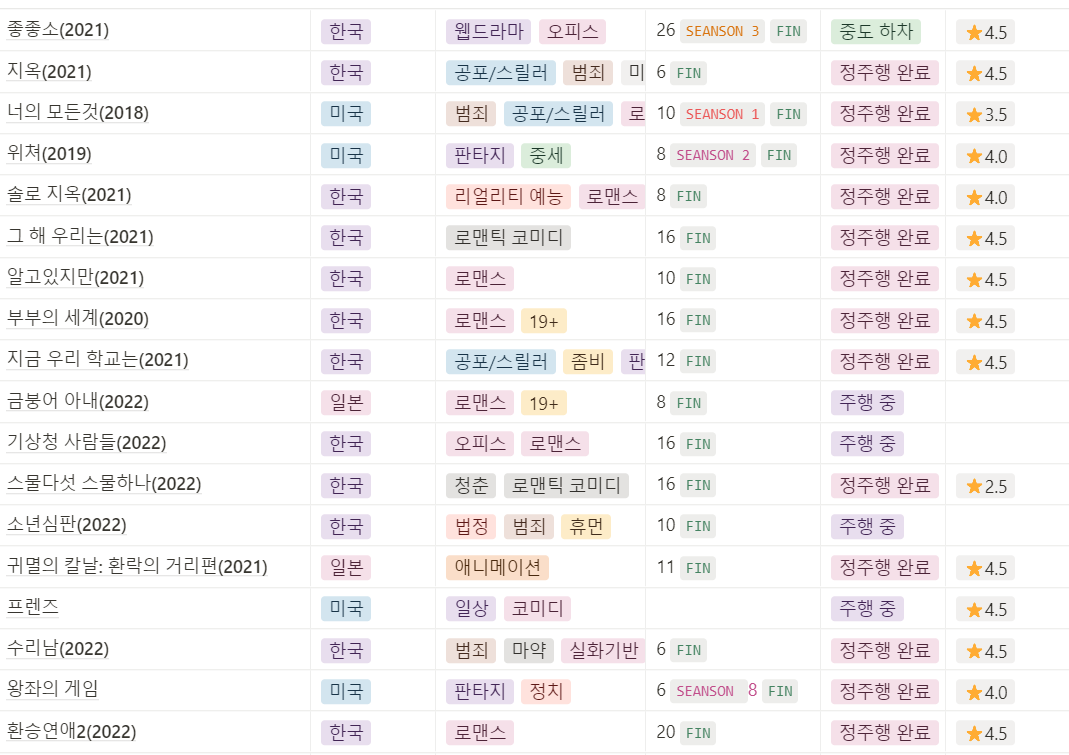 좋좋소(2021) 한국 웹드라마 오피스 26 SEANSON 3 FIN 중도 하차 ⭐4.5
지옥(2021) 한국 공포/스릴러 범죄 미 6 FIN 정주행 완료 ⭐4.5
너의 모든것(2018) 미국 범죄 공포/스릴러 로 10 SEANSON 1 FIN 정주행 완료 ⭐3.5
위쳐(2019) 미국 판타지 중세 8 SEANSON 2 FIN 정주행 완료 ⭐4.0
솔로 지옥(2021) 한국 리얼리티 예능 로맨스 8 FIN 정주행 완료 ⭐4.0
그 해 우리는(2021) 한국 로맨틱 코미디 16 FIN 정주행 완료 ⭐4.5
알고있지만(2021) 한국 로맨스 10 FIN 정주행 완료 ⭐4.5
부부의 세계(2020) 한국 로맨스 19+ 16 FIN 정주행 완료 ⭐4.5
지금 우리 학교는(2021) 한국 공포/스릴러 좀비 판 12 FIN 정주행 완료 ⭐4.5
금붕어 아내(2022) 일본 로맨스 19+ 8 FIN 주행 중
기상청 사람들(2022) 한국 오피스 로맨스 16 FIN 주행 중
스물다섯 스물하나(2022) 한국 청춘 로맨틱 코미디 16 FIN 정주행 완료 ⭐2.5
소년심판(2022) 한국 법정 범죄 휴먼 10 FIN 주행 중
귀멸의 칼날: 환락의 거리편(2021) 일본 애니메이션 11 FIN 정주행 완료 ⭐4.5
프렌즈 미국 일상 코미디 주행 중 ⭐4.5
수리남(2022) 한국 범죄 마약 실화기반 6 FIN 정주행 완료 ⭐4.5
왕좌의 게임 미국 판타지 정치 6 SEANSON 8 FIN 정주행 완료 ⭐4.0
환승연애2(2022) 한국 로맨스 20 FIN 정주행 완료 ⭐4.5